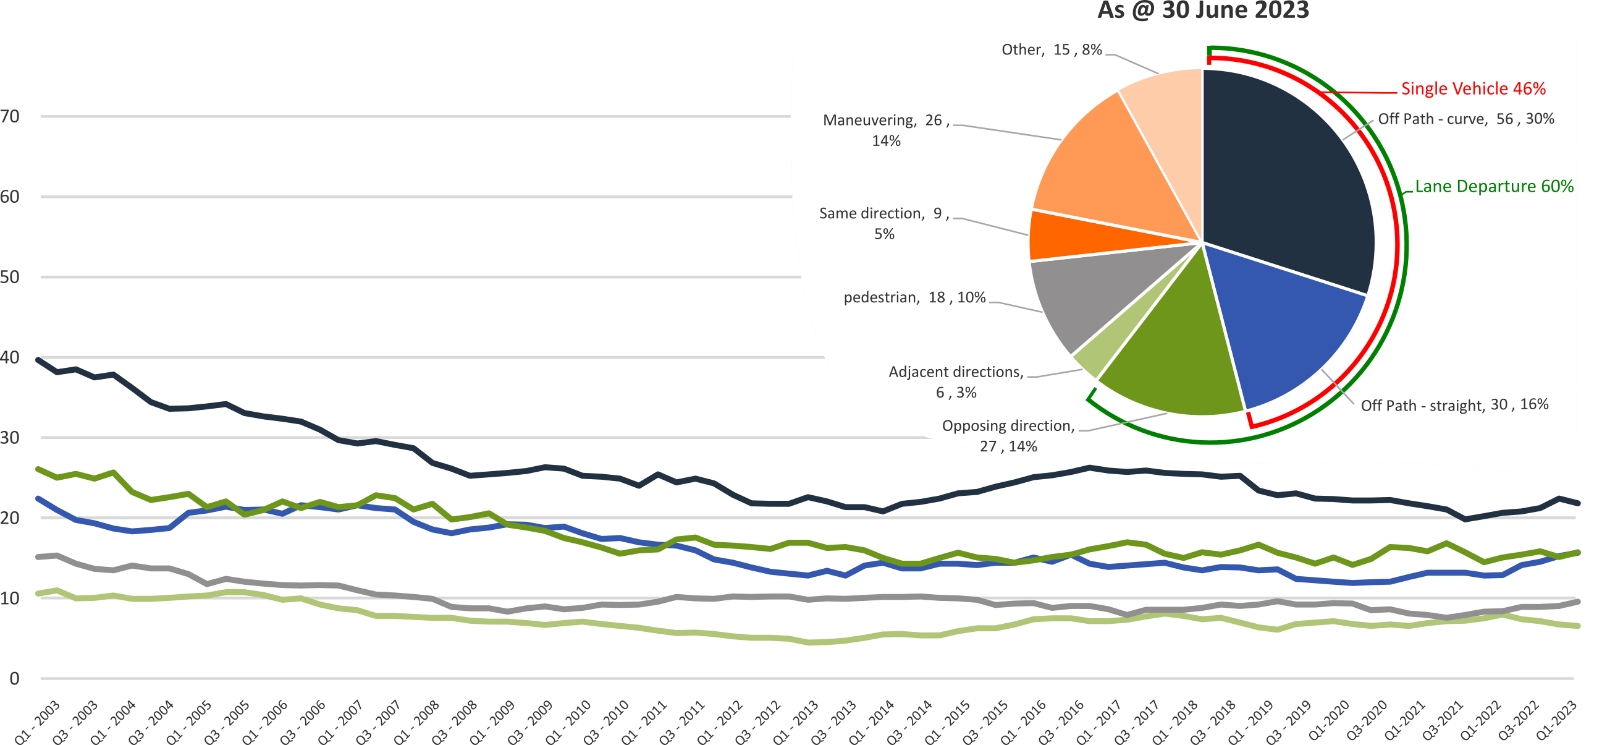 As @ 30 June 2023
Other,  15 , 8%
Single Vehicle 46%
Off Path - curve,  56 , 30%
Maneuvering,  26 ,
14%
Lane Departure 60%
Same direction,  9 ,
5%
pedestrian,  18 , 10%
Adjacent directions,
6 , 3%
Off Path - straight, 30 , 16%
Opposing direction,
27 , 14%
70
60
50
40
30
20
10
0
Q1 - 2003
Q3 - 2003
Q1 - 2004
Q3 - 2004
Q1 - 2005
Q3 - 2005
Q1 - 2006
Q3 - 2006
Q1 - 2007
Q3 - 2007
Q1 - 2008
Q3 - 2008
Q1 - 2009
Q3 - 2009
Q1 - 2010
Q3 - 2010
Q1 - 2011
Q3 - 2011
Q1 - 2012
Q3 - 2012
Q1 - 2013
Q3 - 2013
Q1 - 2014
Q3 - 2014
Q1 - 2015
Q3 - 2015
Q1 - 2016
Q3 - 2016
Q1 - 2017
Q3 - 2017
Q1 - 2018
Q3 - 2018
Q1 - 2019
Q3 - 2019
Q1-2020
Q3-2020
Q1-2021
Q3-2021
Q1-2022
Q3-2022
Q1-2023